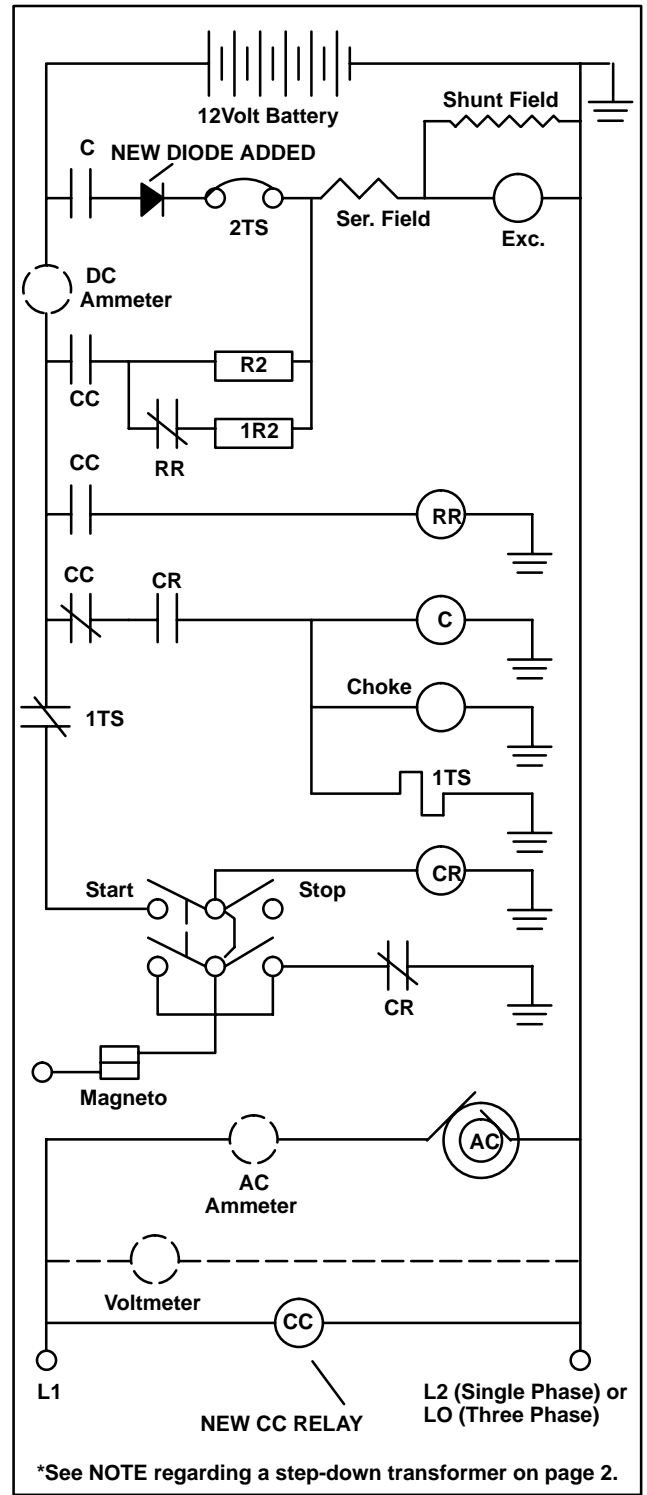 12Volt Battery
Shunt Field
C
NEW DIODE ADDED
2TS
Ser. Field
Exc.
DC
Ammeter
R2
CC
1R2
RR
CC
RR
CC
CR
C
Choke
1TS
1TS
Start
Stop
CR
CR
Magneto
AC
AC
Ammeter
Voltmeter
CC
L1
L2 (Single Phase) or
LO (Three Phase)
NEW CC RELAY
*See NOTE regarding a step-down transformer on page 2.